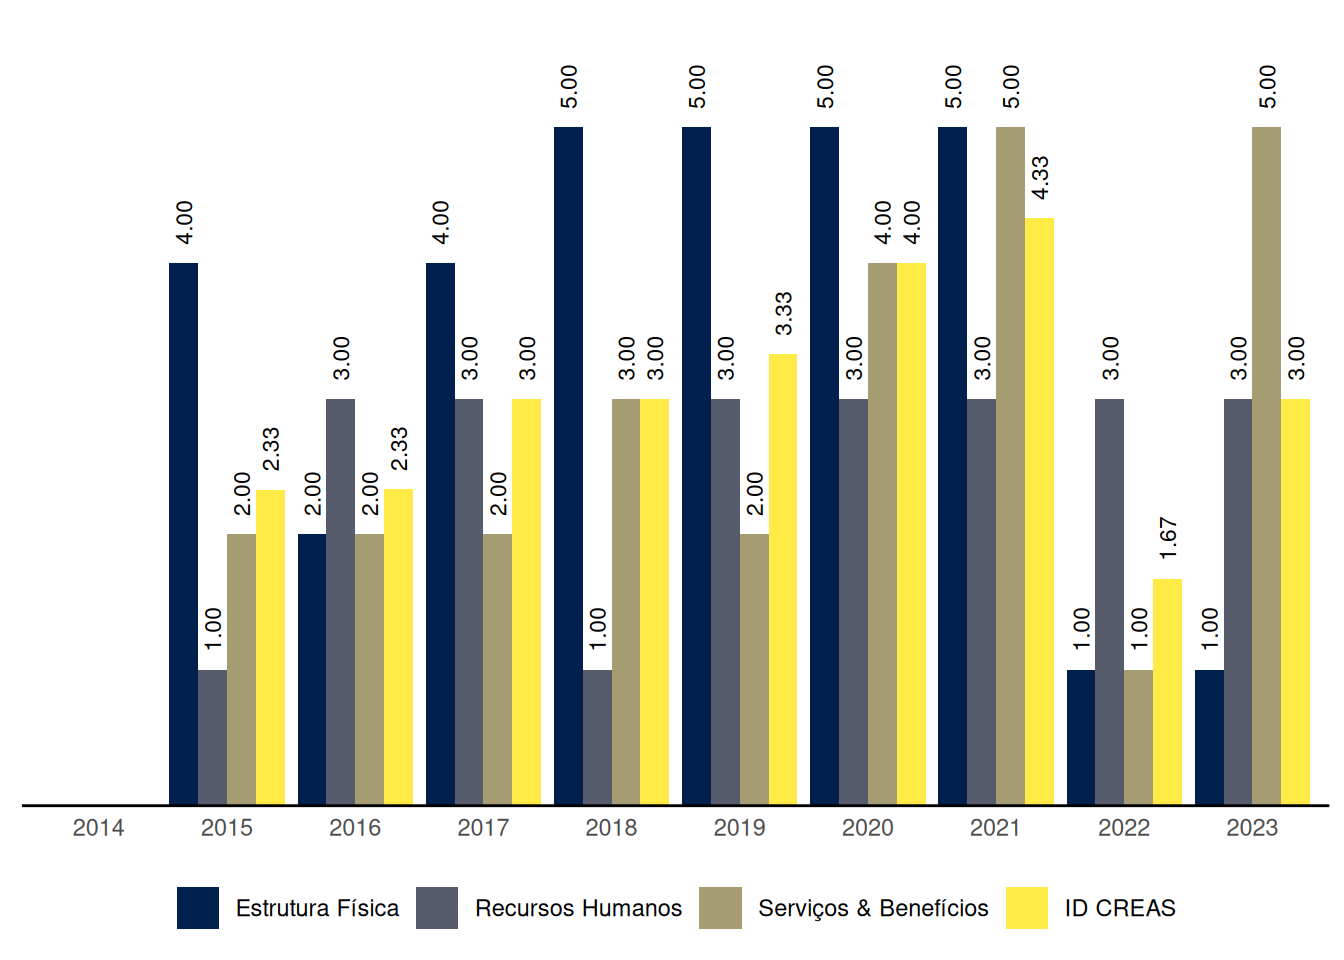 5.00 5.00 5.00 5.00 5.00 5.00
4.33
4.00 4.00 4.00 4.00
3.33
3.00 3.00 3.00 3.00 3.00 3.00 3.00 3.00 3.00 3.00 3.00
2.33 2.33
2.00 2.00 2.00 2.00 2.00
1.67
1.00 1.00 1.00 1.00 1.00
2014 2015 2016 2017 2018 2019 2020 2021 2022 2023
Estrutura Física Recursos Humanos Serviços & Benefícios ID CREAS